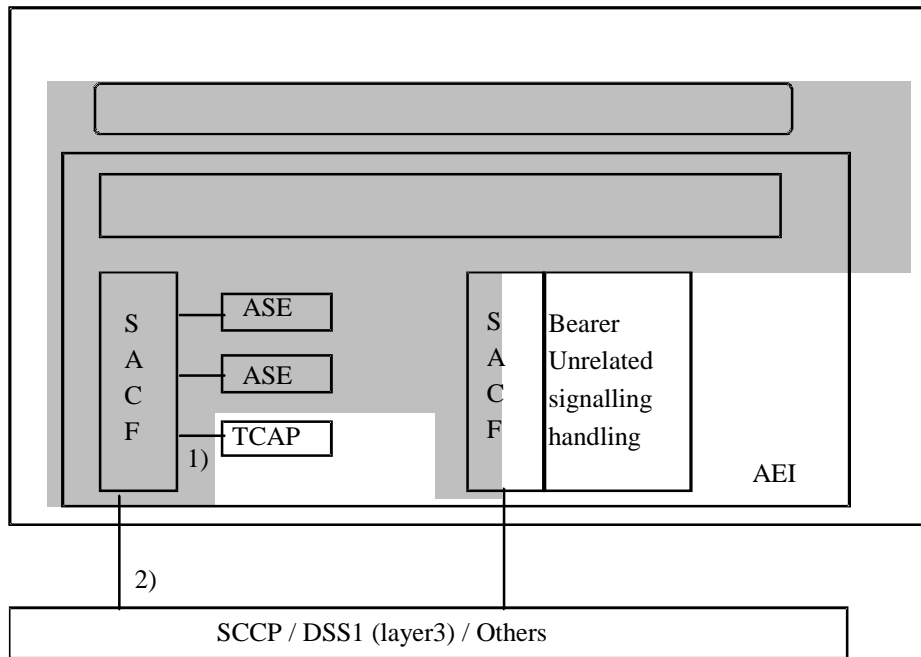 S
A
C
F
ASE
ASE
TCAP
1)
S
A
C
F
Bearer
Unrelated
signalling
handling
AEI
2)
SCCP / DSS1 (layer3) / Others